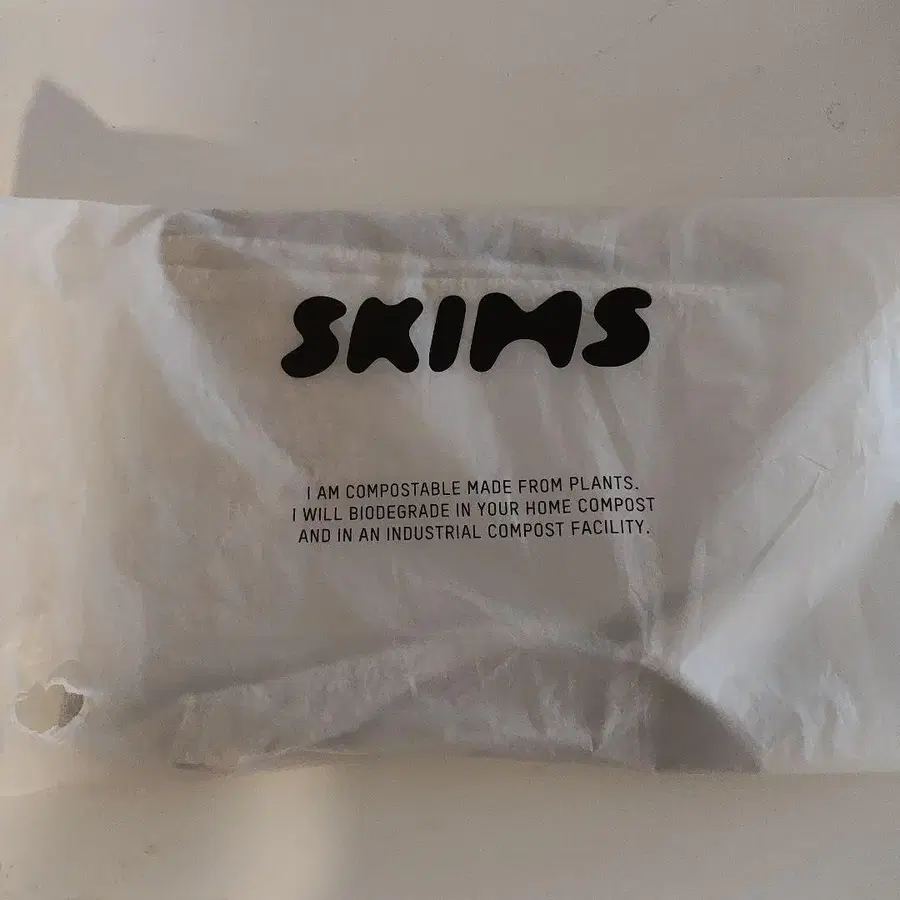 SKIMS
I AM COMPOSTABLE MADE FROM PLANTS.
I WILL BIODEGRADE IN YOUR HOME COMPOST
AND IN AN INDUSTRIAL COMPOST FACILITY.